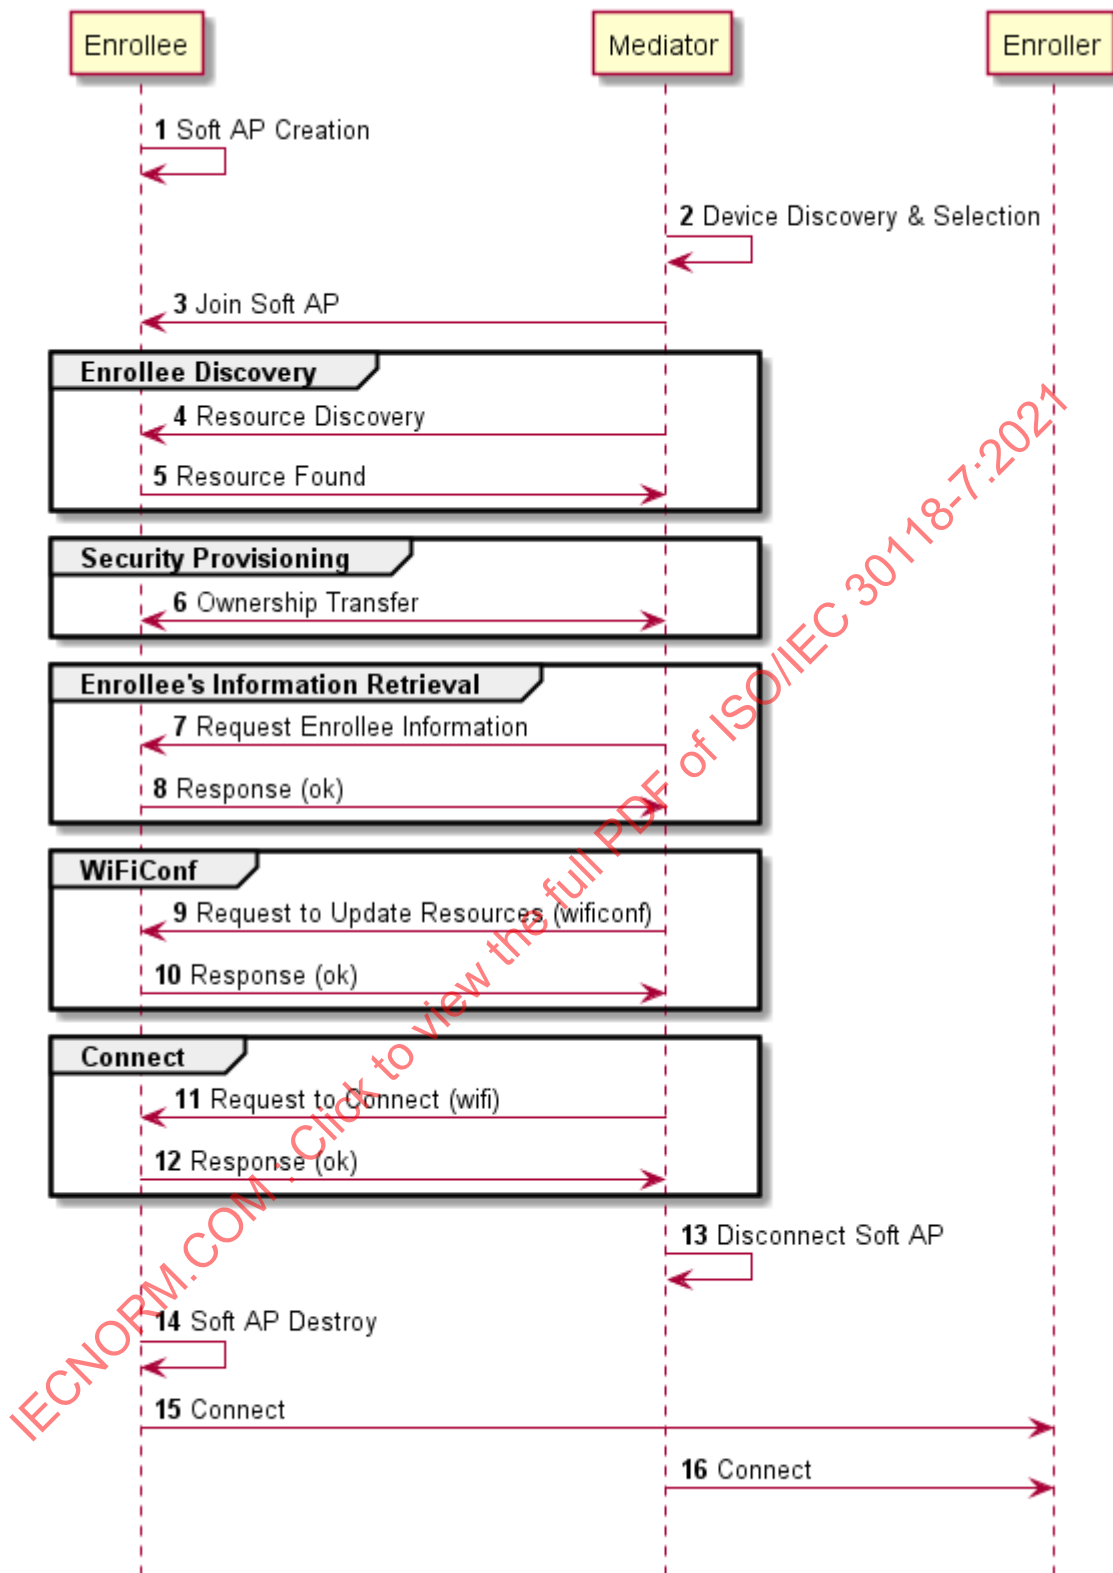 Enrollee
Mediator
Enroller
1 Soft AP Creation
2 Device Discovery & Selection
3 Join Soft AP
Enrollee Discovery
4 Resource Discovery
5 Resource Found
Security Provisioning
6 Ownership Transfer
Enrollee's Information Retrieval
7 Request Enrollee Information
8 Response (ok)
WiFiConf
9 Request to Update Resources (wificonf)
10 Response (ok)
Connect
11 Request to Connect (wifi)
12 Response (ok)
13 Disconnect Soft AP
14 Soft AP Destroy
15 Connect
16 Connect
IECNORM.COM : Click to view the full PDF of ISO/IEC 30118-7:2021